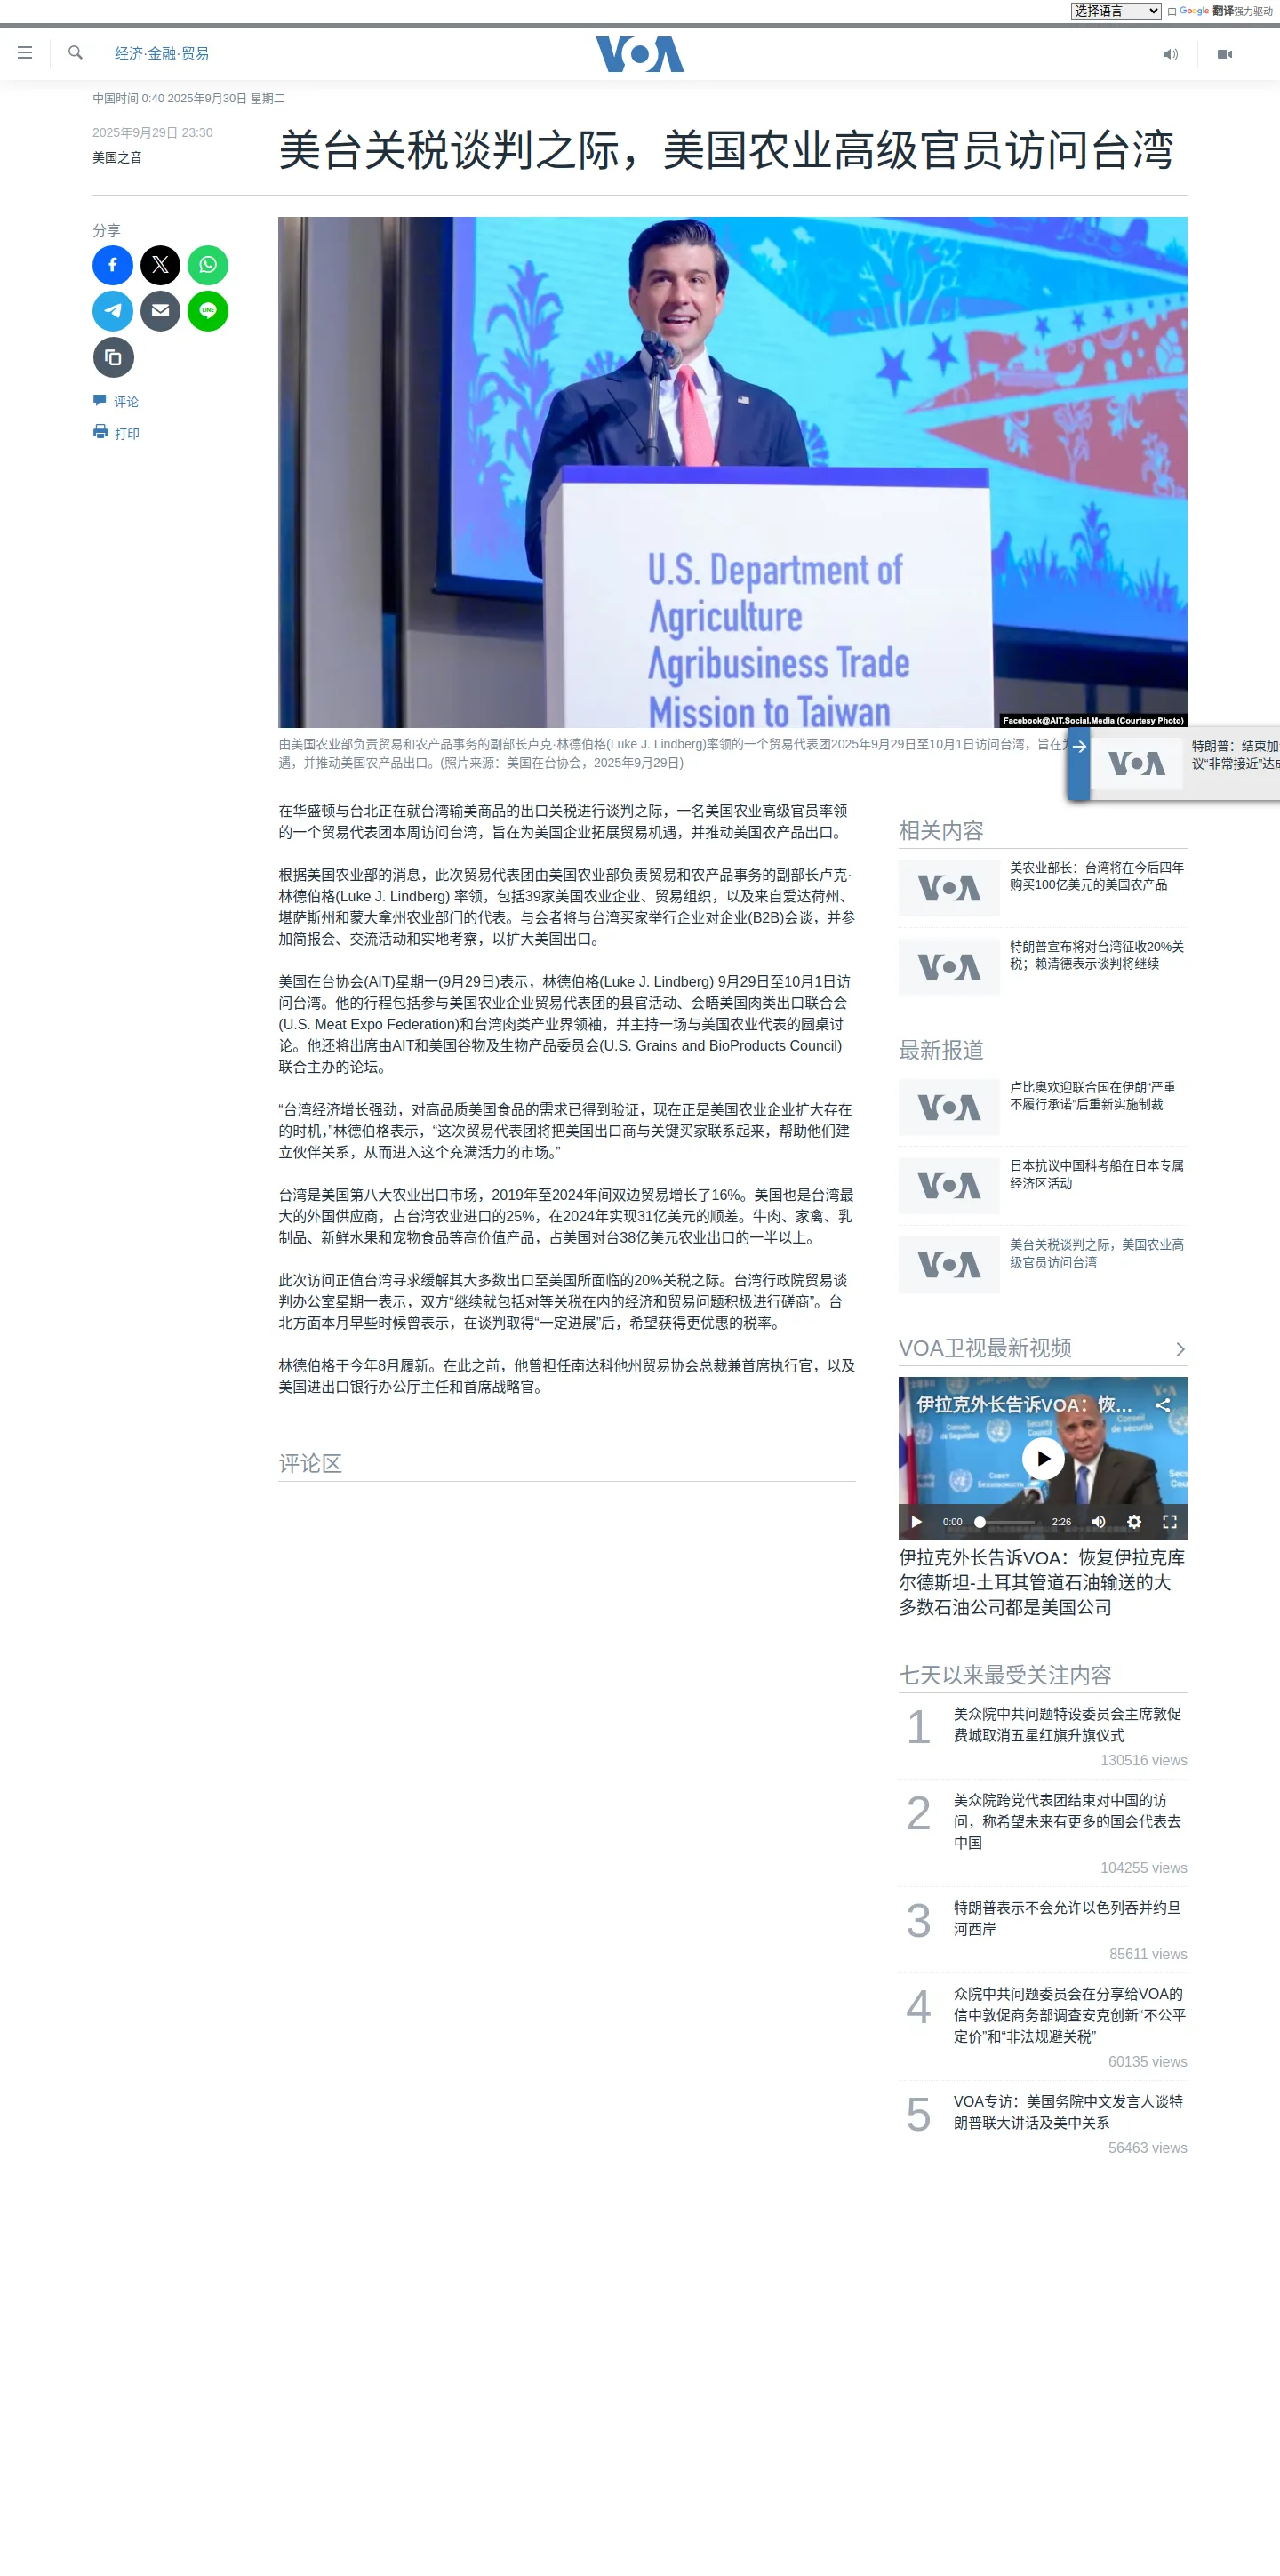 选择语言
由 Google 翻译强力驱动
经济·金融·贸易
VOA
中国时间 0:40 2025年9月30日 星期二
2025年9月29日 23:30
美国之音
美台关税谈判之际，美国农业高级官员访问台湾
分享
评论
打印
U.S. Department of
Agriculture
Agribusiness Trade
Mission to Taiwan
Facebook@AIT.Social.Media (Courtesy Photo)
由美国农业部负责贸易和农产品事务的副部长卢克·林德伯格(Luke J. Lindberg)率领的一个贸易代表团2025年9月29日至10月1日访问台湾，旨在
遇，并推动美国农产品出口。(照片来源：美国在台协会，2025年9月29日)
VOA
特朗普：结束加
议“非常接近”达成
在华盛顿与台北正在就台湾输美商品的出口关税进行谈判之际，一名美国农业高级官员率领
的一个贸易代表团本周访问台湾，旨在为美国企业拓展贸易机遇，并推动美国农产品出口。
根据美国农业部的消息，此次贸易代表团由美国农业部负责贸易和农产品事务的副部长卢克·
林德伯格(Luke J. Lindberg) 率领，包括39家美国农业企业、贸易组织，以及来自爱达荷州、
堪萨斯州和蒙大拿州农业部门的代表。与会者将与台湾买家举行企业对企业(B2B)会谈，并参
加简报会、交流活动和实地考察，以扩大美国出口。
美国在台协会(AIT)星期一(9月29日)表示，林德伯格(Luke J. Lindberg) 9月29日至10月1日访
问台湾。他的行程包括参与美国农业企业贸易代表团的县官活动、会晤美国肉类出口联合会
(U.S. Meat Expo Federation)和台湾肉类产业界领袖，并主持一场与美国农业代表的圆桌讨
论。他还将出席由AIT和美国谷物及生物产品委员会(U.S. Grains and BioProducts Council)
联合主办的论坛。
“台湾经济增长强劲，对高品质美国食品的需求已得到验证，现在正是美国农业企业扩大存在
的时机，”林德伯格表示，“这次贸易代表团将把美国出口商与关键买家联系起来，帮助他们建
立伙伴关系，从而进入这个充满活力的市场。”
台湾是美国第八大农业出口市场，2019年至2024年间双边贸易增长了16%。美国也是台湾最
大的外国供应商，占台湾农业进口的25%，在2024年实现31亿美元的顺差。牛肉、家禽、乳
制品、新鲜水果和宠物食品等高价值产品，占美国对台38亿美元农业出口的一半以上。
此次访问正值台湾寻求缓解其大多数出口至美国所面临的20%关税之际。台湾行政院贸易谈
判办公室星期一表示，双方“继续就包括对等关税在内的经济和贸易问题积极进行磋商”。台
北方面本月早些时候曾表示，在谈判取得“一定进展”后，希望获得更优惠的税率。
林德伯格于今年8月履新。在此之前，他曾担任南达科他州贸易协会总裁兼首席执行官，以及
美国进出口银行办公厅主任和首席战略官。
评论区
相关内容
VOA
美农业部长：台湾将在今后四年
购买100亿美元的美国农产品
VOA
特朗普宣布将对台湾征收20%关
税；赖清德表示谈判将继续
最新报道
VOA
卢比奥欢迎联合国在伊朗“严重
不履行承诺”后重新实施制裁
VOA
日本抗议中国科考船在日本专属
经济区活动
VOA
美台关税谈判之际，美国农业高
级官员访问台湾
VOA卫视最新视频
伊拉克外长告诉VOA：恢...
0:00
2:26
伊拉克外长告诉VOA：恢复伊拉克库
尔德斯坦-土耳其管道石油输送的大
多数石油公司都是美国公司
七天以来最受关注内容
1
美众院中共问题特设委员会主席敦促
费城取消五星红旗升旗仪式
130516 views
2
美众院跨党代表团结束对中国的访
问，称希望未来有更多的国会代表去
中国
104255 views
3
特朗普表示不会允许以色列吞并约旦
河西岸
85611 views
4
众院中共问题委员会在分享给VOA的
信中敦促商务部调查安克创新“不公平
定价”和“非法规避关税”
60135 views
5
VOA专访：美国务院中文发言人谈特
朗普联大讲话及美中关系
56463 views